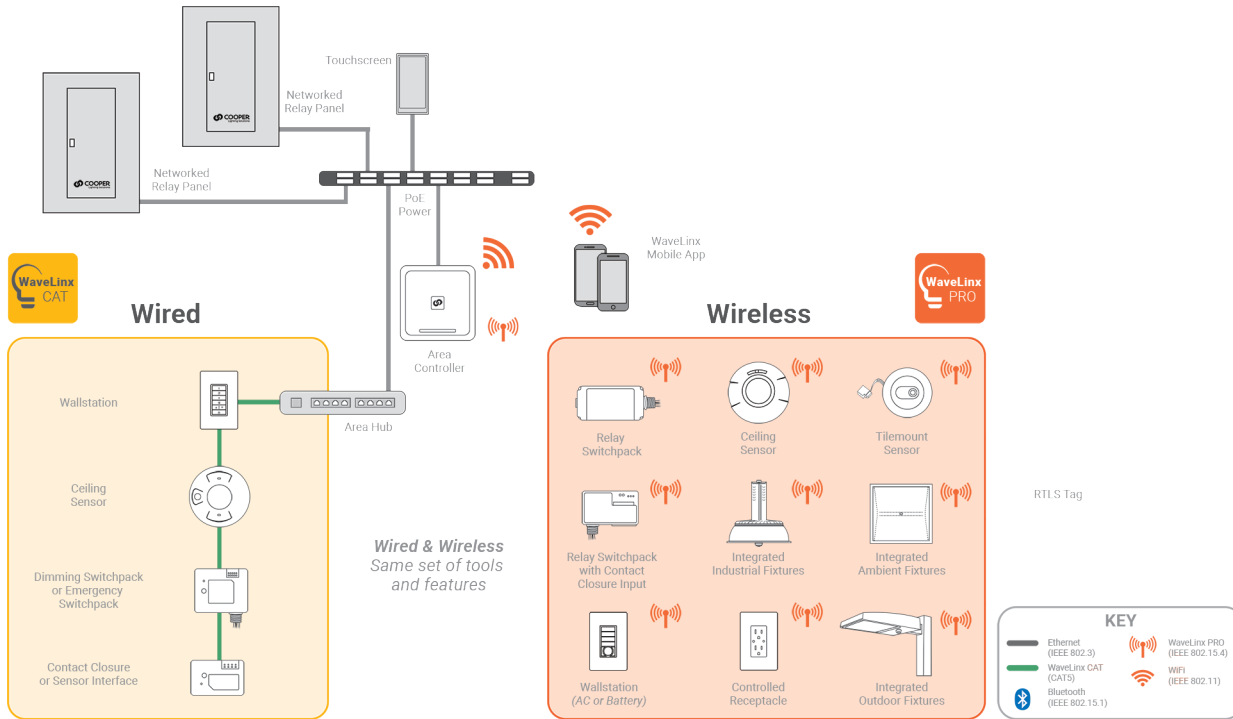 Touchscreen
Networked
Relay Panel
COOPER
Lighting Solutions
Networked
Relay Panel
COOPER
Lighting Solutions
PoE
Power
WaveLinx
Mobile App
WaveLinx
CAT
WaveLinx
PRO
Wired
Wireless
Area
Controller
Wallstation
Area Hub
Ceiling
Sensor
Dimming Switchpack
or Emergency
Switchpack
Contact Closure
or Sensor Interface
Wired & Wireless
Same set of tools
and features
Relay
Switchpack
Ceiling
Sensor
Tilemount
Sensor
Relay Switchpack
with Contact
Closure Input
Integrated
Industrial Fixtures
Integrated
Ambient Fixtures
Wallstation
(AC or Battery)
Controlled
Receptacle
Integrated
Outdoor Fixtures
RTLS Tag
KEY
Ethernet
(IEEE 802.3)
WaveLinx CAT
(CAT5)
Bluetooth
(IEEE 802.15.1)
WaveLinx PRO
(IEEE 802.15.4)
WiFi
(IEEE 802.11)